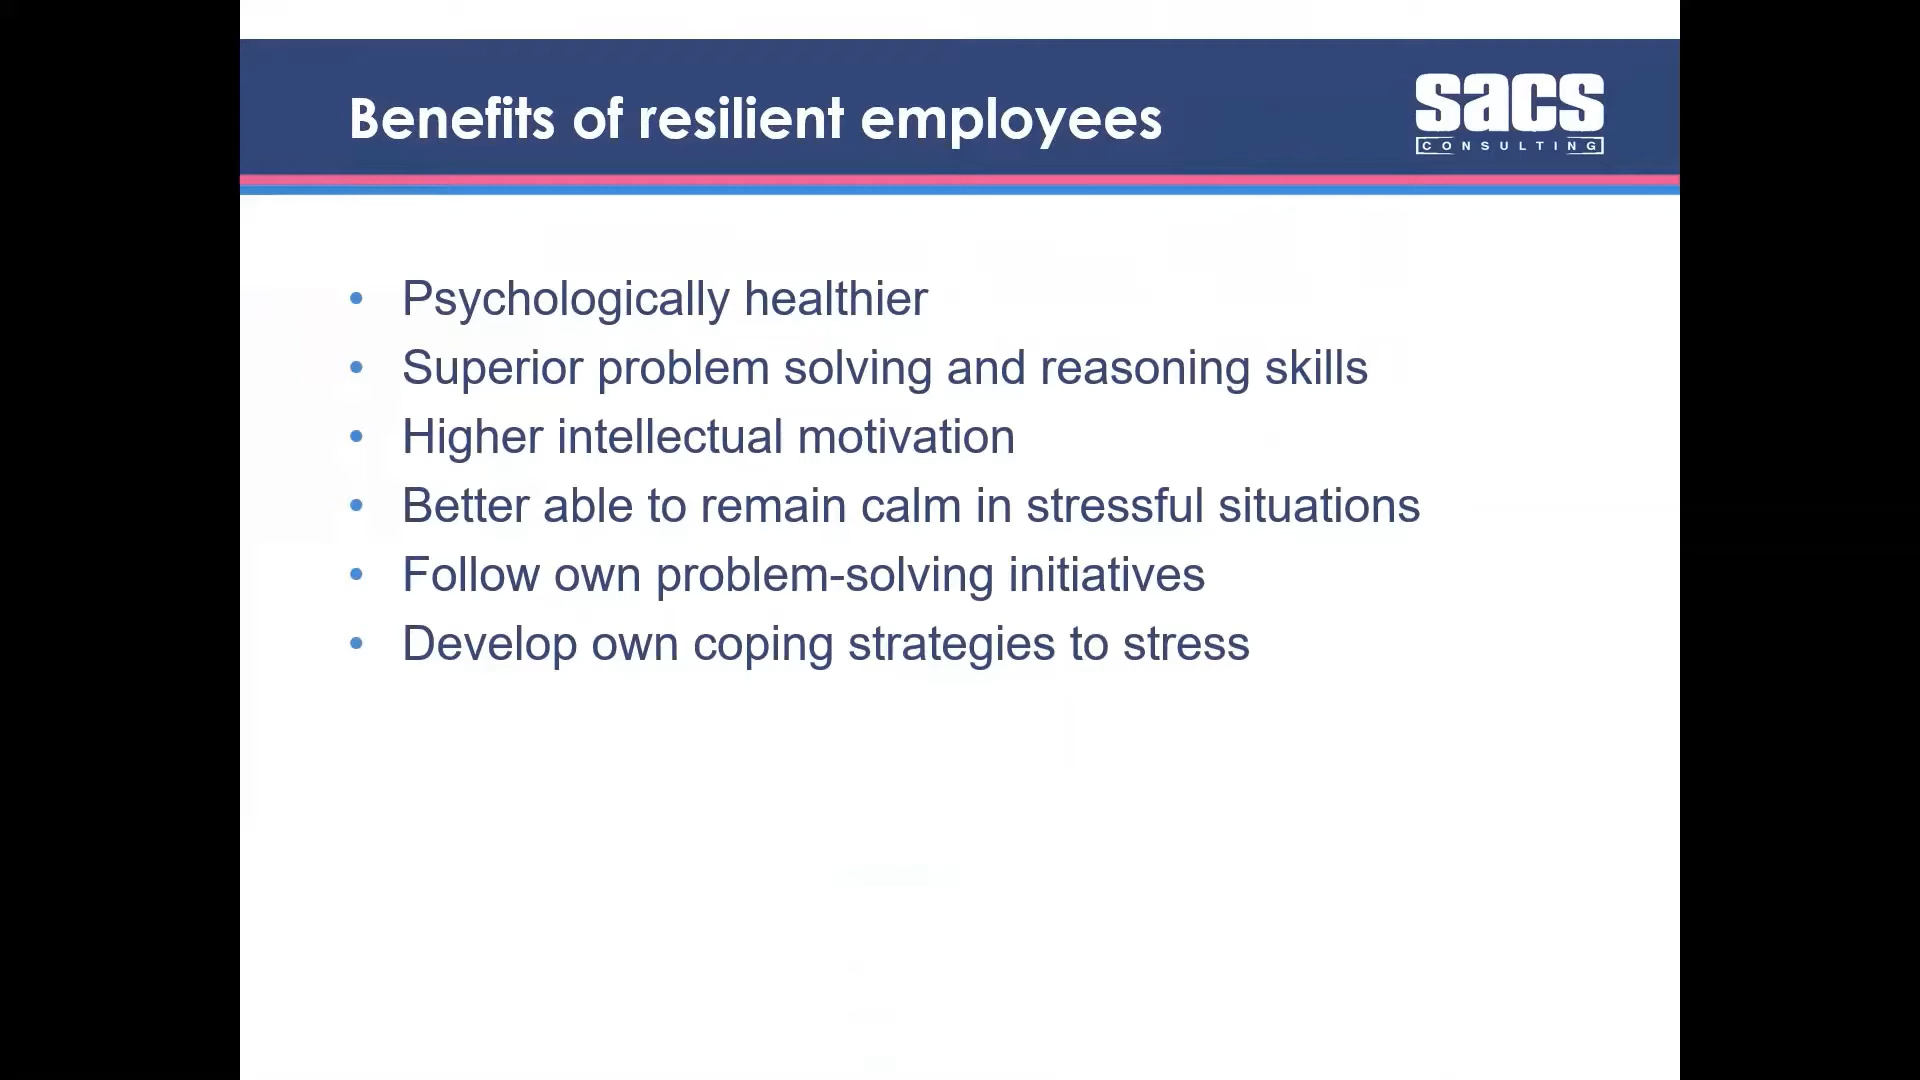 Benefits of resilient employees
sacs
CONSULTING
• Psychologically healthier
• Superior problem solving and reasoning skills
• Higher intellectual motivation
• Better able to remain calm in stressful situations
• Follow own problem-solving initiatives
• Develop own coping strategies to stress